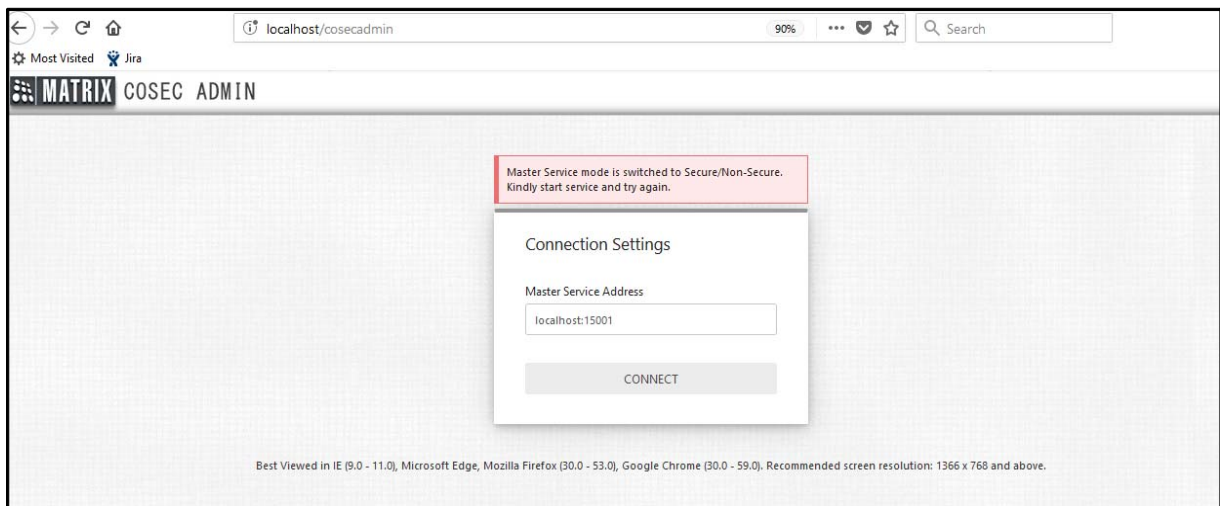 localhost/cosecadmin
90%
Search
Most Visited
Jira
MATRIX COSEC ADMIN
Master Service mode is switched to Secure/Non-Secure.
Kindly start service and try again.
Connection Settings
Master Service Address
localhost:15001
CONNECT
Best Viewed in IE (9.0 - 11.0), Microsoft Edge, Mozilla Firefox (30.0 - 53.0), Google Chrome (30.0 - 59.0). Recommended screen resolution: 1366 x 768 and above.